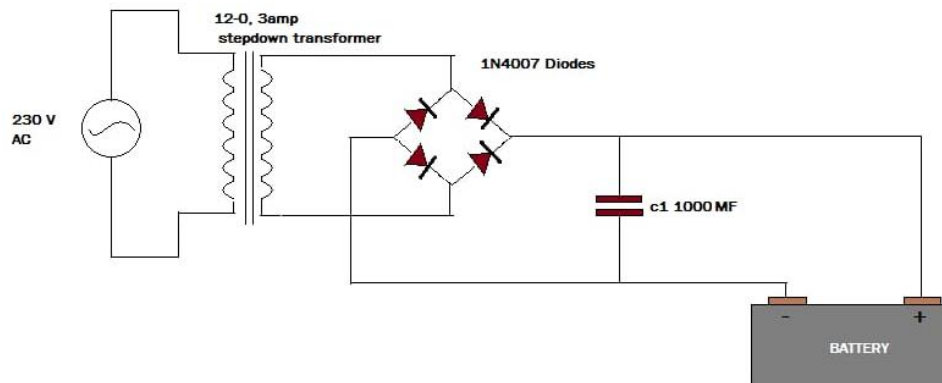 12-0, 3amp
stepdown transformer
1N4007 Diodes
230 V
AC
c1 1000 MF
- +
BATTERY